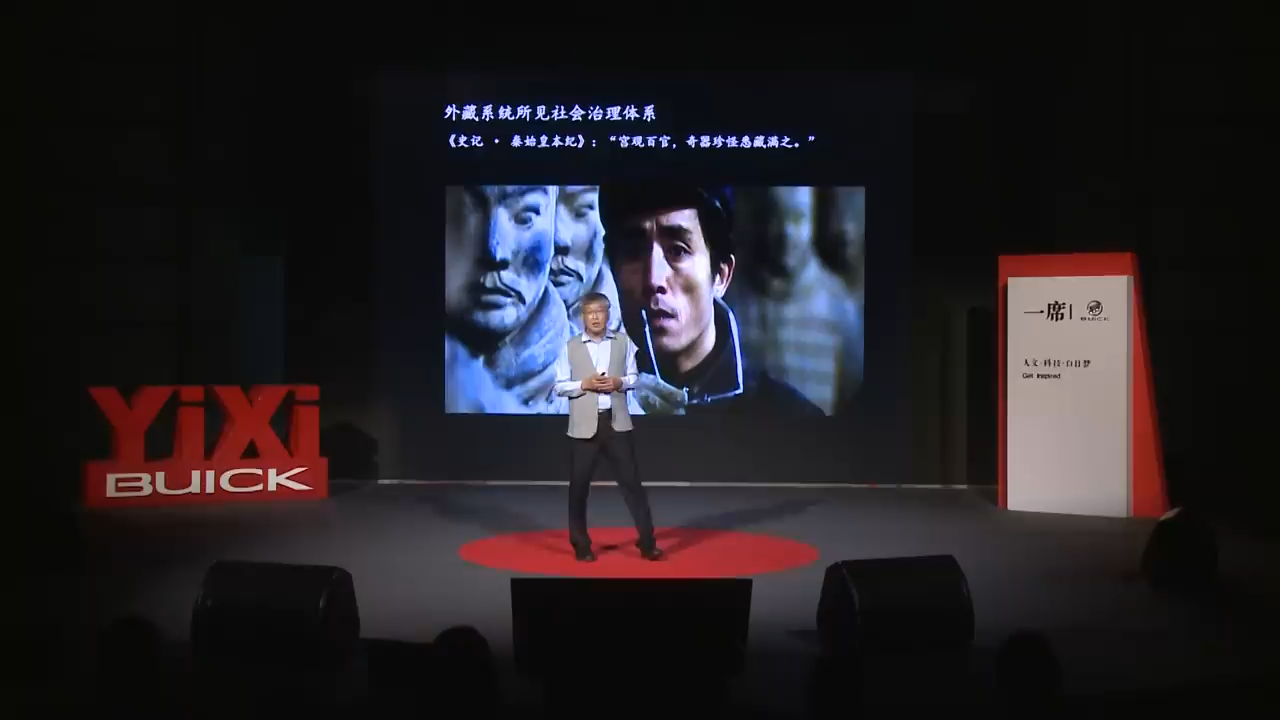 外藏系统所见社会治理体系
《史记 · 秦始皇本纪》：“宫观百官，奇器珍怪悉藏满之。”
YiXi
BUICK
一席 BUICK
人文·科技·白日梦
Get Inspired